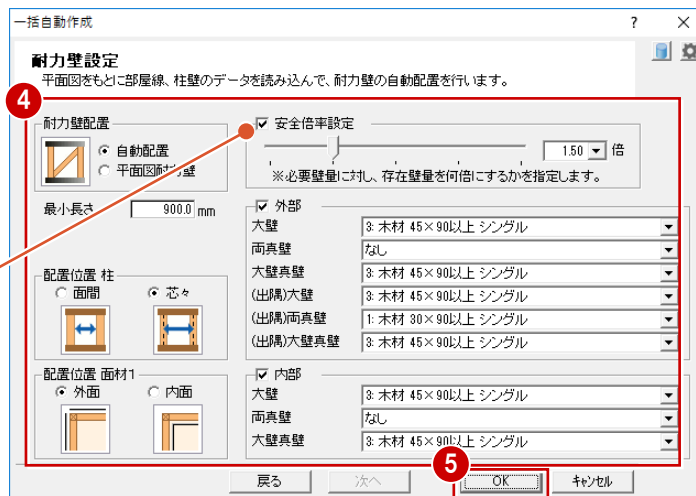 一括自動作成 ? ×
耐力壁設定
平面図をもとに部屋線、柱壁のデータを読み込んで、耐力壁の自動配置を行います。
4
耐力壁配置
自動配置
平面図耐力壁
最小長さ 900.0 mm
配置位置 柱
面間 芯々
配置位置 面材1
外面 内面
安全倍率設定
1.50 倍
※必要壁量に対し、存在壁量を何倍にするかを指定します。
外部
大壁 3: 木材 45×90以上 シングル
両真壁 なし
大壁真壁 3: 木材 45×90以上 シングル
(出隅)大壁 3: 木材 45×90以上 シングル
(出隅)両真壁 1: 木材 30×90以上 シングル
(出隅)大壁真壁 3: 木材 45×90以上 シングル
内部
大壁 3: 木材 45×90以上 シングル
両真壁 なし
大壁真壁 3: 木材 45×90以上 シングル
5
戻る 次へ OK キャンセル